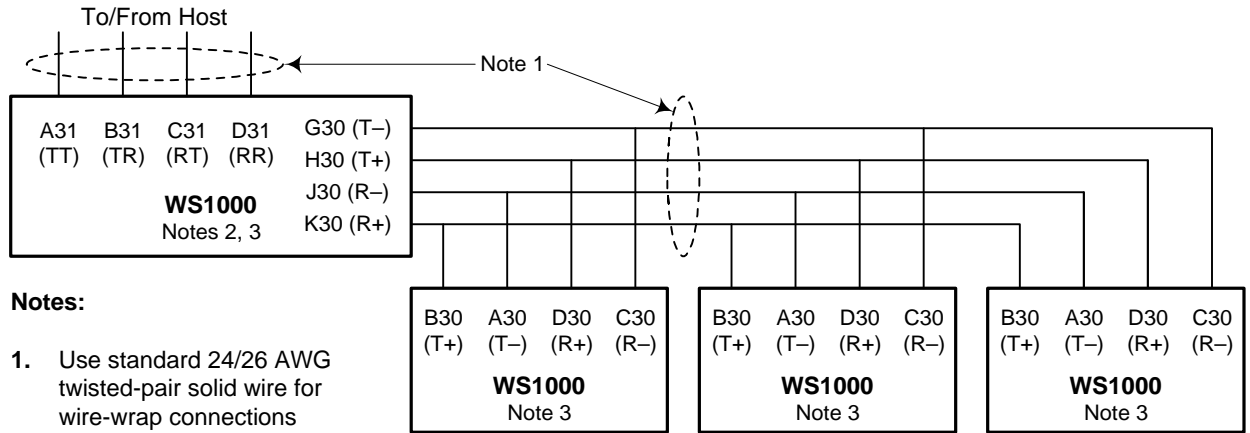 To/From Host
Note 1
A31 B31 C31 D31 G30 (T–)
(TT) (TR) (RT) (RR) H30 (T+)
J30 (R–)
WS1000
K30 (R+)
Notes 2, 3
Notes:
1. Use standard 24/26 AWG
twisted-pair solid wire for
wire-wrap connections
B30 A30 D30 C30
(T+) (T–) (R+) (R–)
WS1000
Note 3
B30 A30 D30 C30
(T+) (T–) (R+) (R–)
WS1000
Note 3
B30 A30 D30 C30
(T+) (T–) (R+) (R–)
WS1000
Note 3